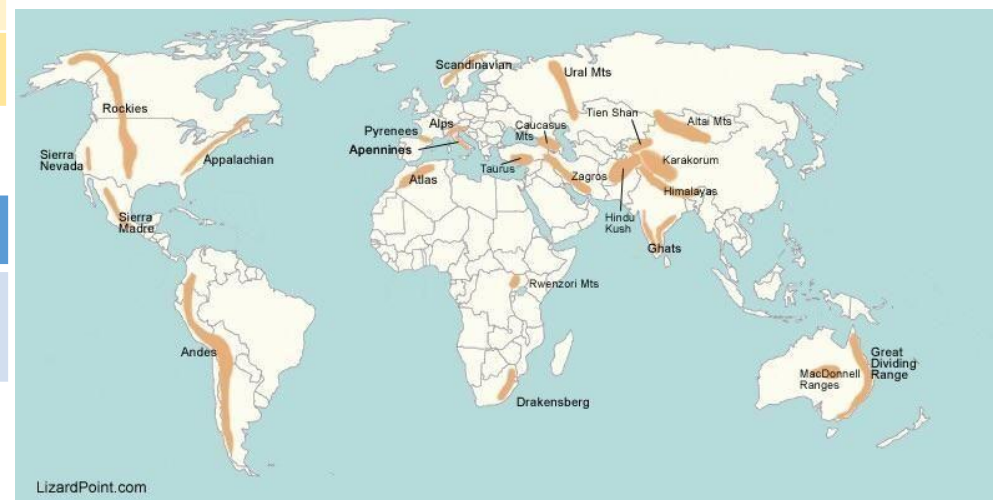 Scandinavian
Ural Mts
Rockies
Tien Shan
Altai Mts
Alps
Caucasus
Mts
Pyrenees
Apennines
Sierra
Nevada
Appalachian
Taurus
Zagros
Karakorum
Atlas
Himalayas
Sierra
Madre
Hindu
Kush
Ghats
Rwenzori Mts
Andes
Great
Dividing
Range
MacDonnell
Ranges
Drakensberg
LizardPoint.com